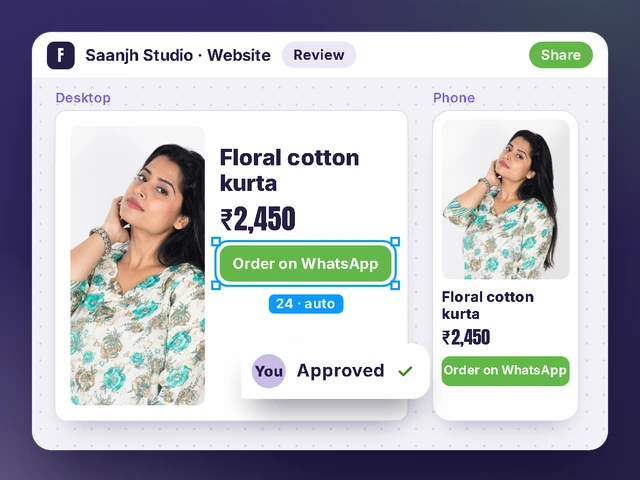 F
Saanjh Studio · Website
Review
Share
Desktop
Phone
Floral cotton
kurta
₹2,450
Order on WhatsApp
24 · auto
You
Approved
Floral cotton
kurta
₹2,450
Order on WhatsApp